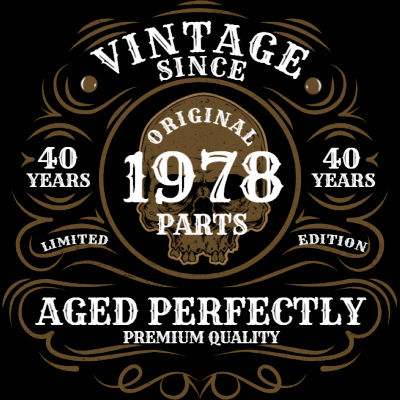 VINTAGE
SINCE
ORIGINAL
1978
PARTS
40
YEARS
40
YEARS
LIMITED
EDITION
AGED PERFECTLY
PREMIUM QUALITY